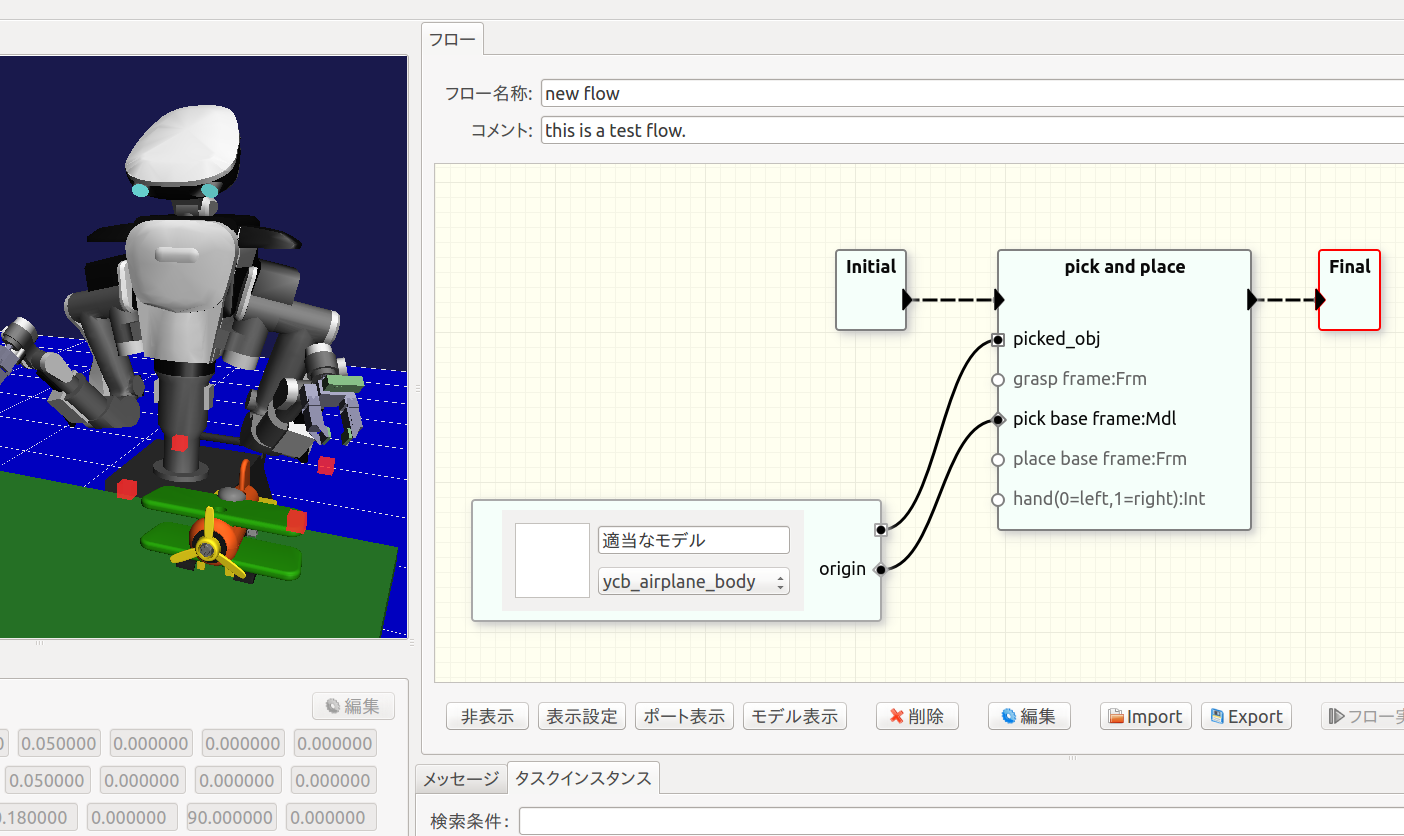 フロー
フロー名称: new flow
コメント: this is a test flow.
Initial
pick and place
Final
picked_obj
grasp frame:Frm
pick base frame:Mdl
place base frame:Frm
hand(0=left,1=right):Int
適当なモデル
ycb_airplane_body
origin
編集
非表示 表示設定 ポート表示 モデル表示 削除 編集 Import Export フロー
0.050000 0.000000 0.000000 0.000000
0.050000 0.000000 0.000000 0.000000
.180000 0.000000 90.000000 0.000000
メッセージ タスクインスタンス
検索条件: